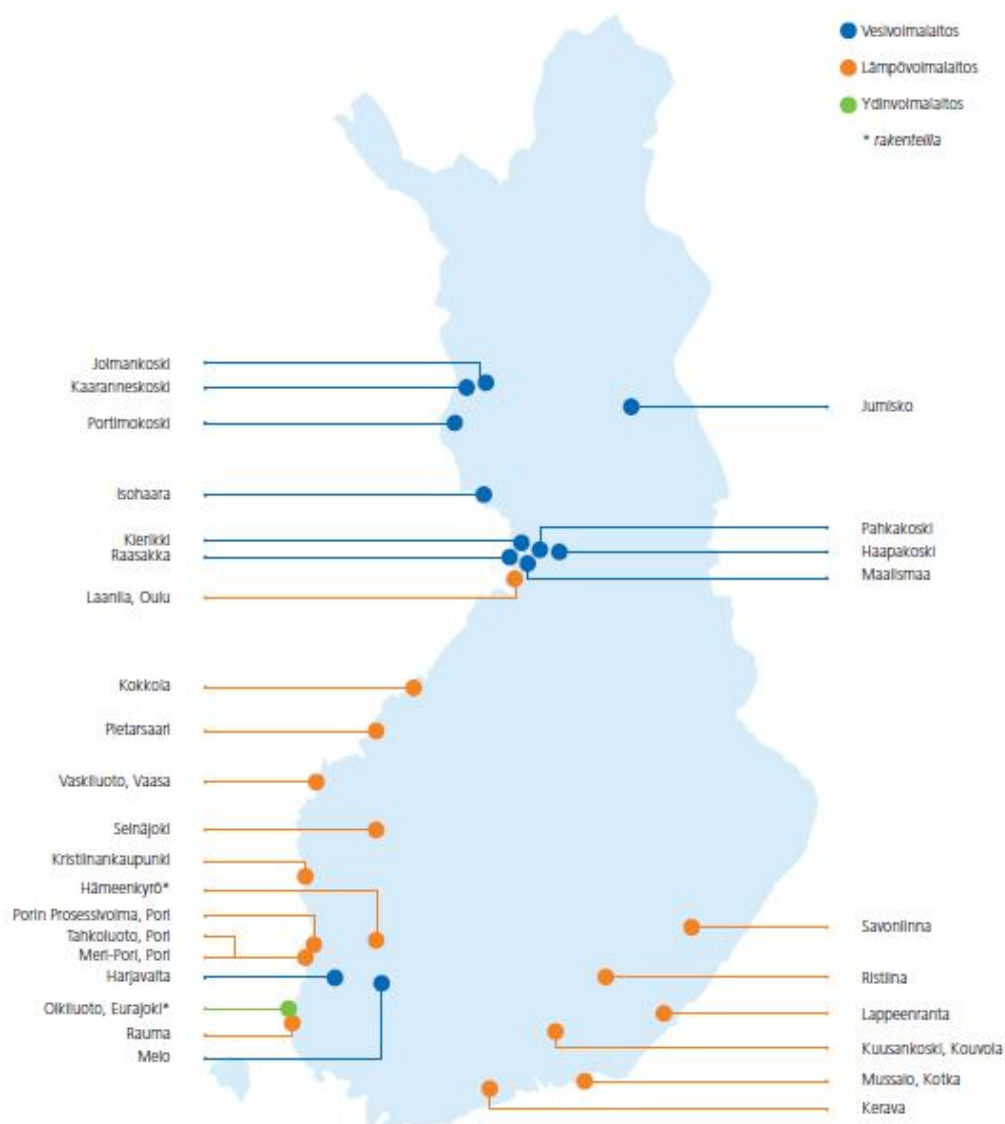 Vesivoimalaitos
Lämpövoimalaitos
Ydinvoimalaitos
* rakenteilla
Jolmankoski
Kaaranneskoski
Portimokoski
Isohaara
Kierikki
Raasakka
Laanila, Oulu
Kokkola
Pietarsaari
Vaskiluoto, Vaasa
Seinäjoki
Kristiinankaupunki
Hämeenkyrö*
Porin Prosessivoima, Pori
Tahkoluoto, Pori
Meri-Pori, Pori
Harjavalta
Olkiluoto, Eurajoki*
Rauma
Melo
Jumisko
Pahkakoski
Haapakoski
Maalismaa
Savonlinna
Ristiina
Lappeenranta
Kuusankoski, Kouvola
Mussalo, Kotka
Kerava